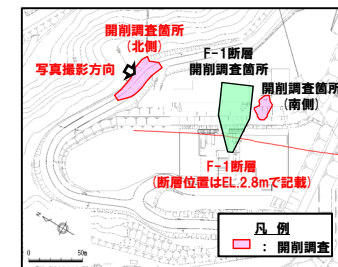 開削調査箇所
(北側)
F-1断層
開削調査箇所
写真撮影方向
開削調査箇所
(南側)
F-1断層
(断層位置はEL.2.8mで記載)
凡 例
: 開削調査
0 50m